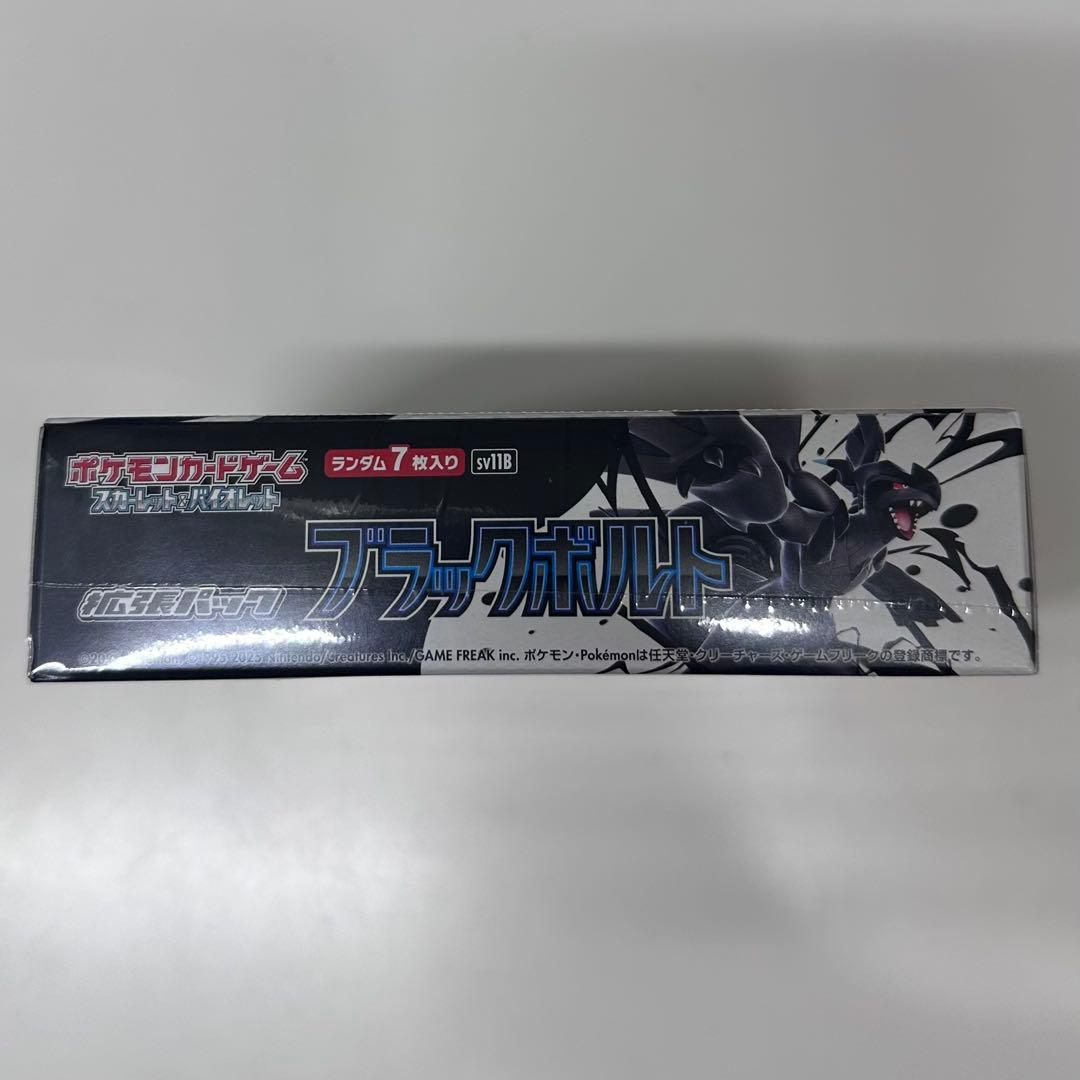 ポケモンカードゲーム™
スカーレット&バイオレット
ランダム7枚入り sv11B
ブラックボルト
拡張パック
1995-2025 Nintendo/Creatures Inc./GAME FREAK inc. ポケモン・Pokémonは任天堂・クリーチャーズ・ゲームフリークの登録商標です。